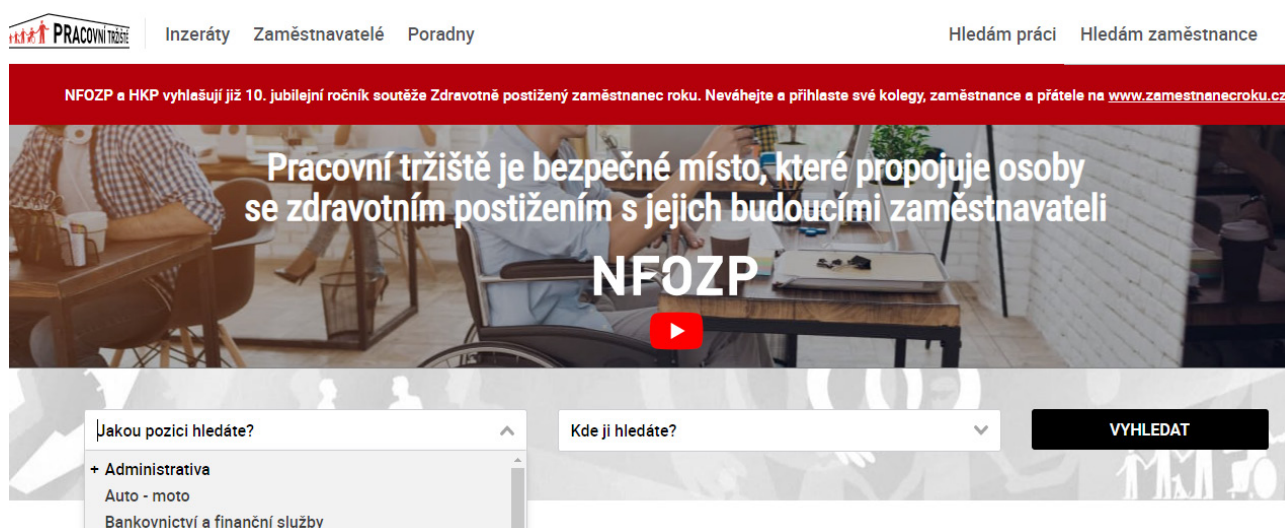 PRACOVNÍ TRŽIŠTĚ Inzeráty Zaměstnavatelé Poradny Hledám práci Hledám zaměstnance
NFOZP a HKP vyhlašují již 10. jubilejní ročník soutěže Zdravotně postižený zaměstnanec roku. Neváhejte a přihlaste své kolegy, zaměstnance a přátele na www.zamestnanecroku.cz
Pracovní tržiště je bezpečné místo, které propojuje osoby
se zdravotním postižením s jejich budoucími zaměstnavateli
NFOZP
Jakou pozici hledáte? Kde ji hledáte? VYHLEDAT
+ Administrativa
Auto - moto
Bankovnictví a finanční služby